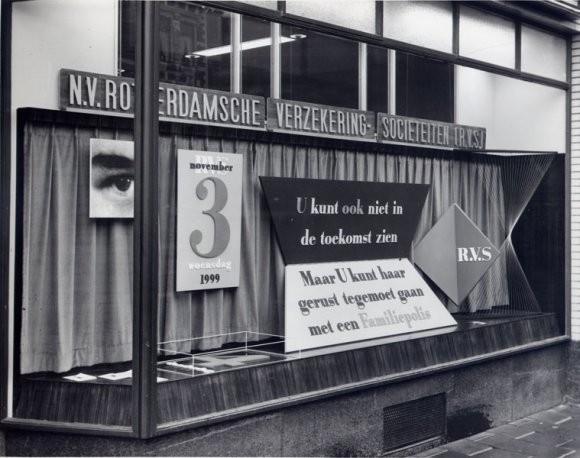 N.V. ROTTERDAMSCHE VERZEKERING- SOCIETEITEN (R.V.S.)
november
3
woensdag
1999
U kunt ook niet in
de toekomst zien
Maar U kunt haar
gerust tegemoet gaan
met een Familiepolis
R.V.S